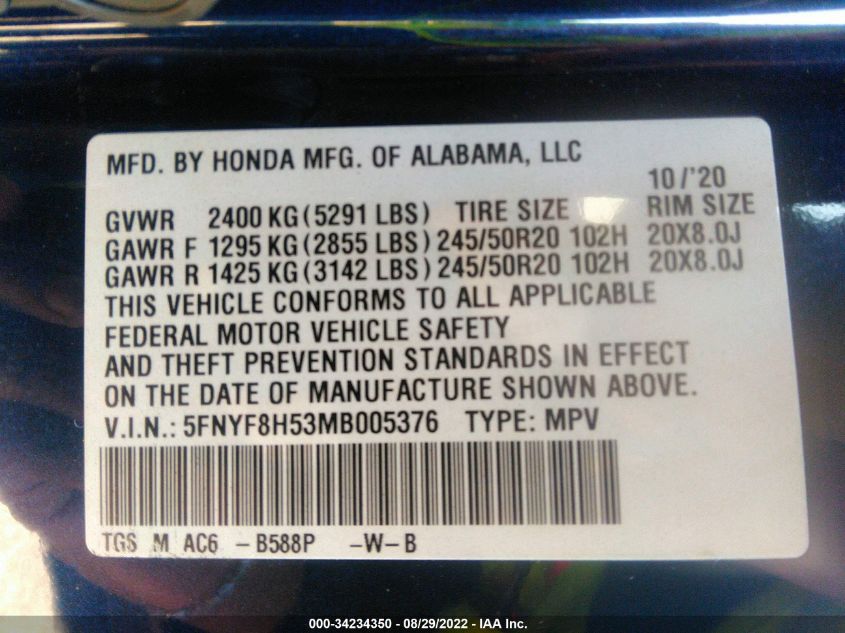 MFD. BY HONDA MFG. OF ALABAMA, LLC
10/'20
GVWR 2400 KG (5291 LBS) TIRE SIZE RIM SIZE
GAWR F 1295 KG (2855 LBS) 245/50R20 102H 20X8.0J
GAWR R 1425 KG (3142 LBS) 245/50R20 102H 20X8.0J
THIS VEHICLE CONFORMS TO ALL APPLICABLE
FEDERAL MOTOR VEHICLE SAFETY
AND THEFT PREVENTION STANDARDS IN EFFECT
ON THE DATE OF MANUFACTURE SHOWN ABOVE.
V.I.N.: 5FNYF8H53MB005376 TYPE: MPV
TGS M AC6 - B588P -W-B
000-34234350 - 08/29/2022 - IAA Inc.